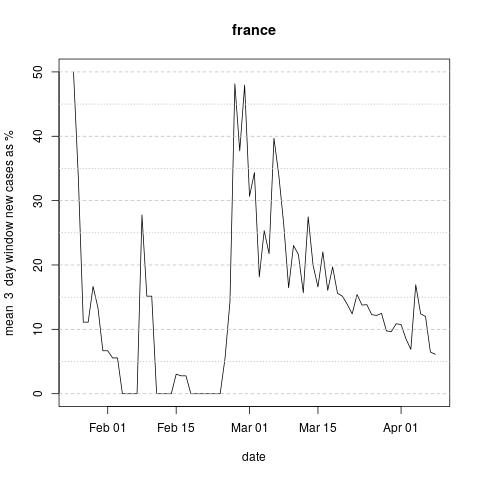 france
mean 3 day window new cases as %
50
40
30
20
10
0
Feb 01
Feb 15
Mar 01
Mar 15
Apr 01
date